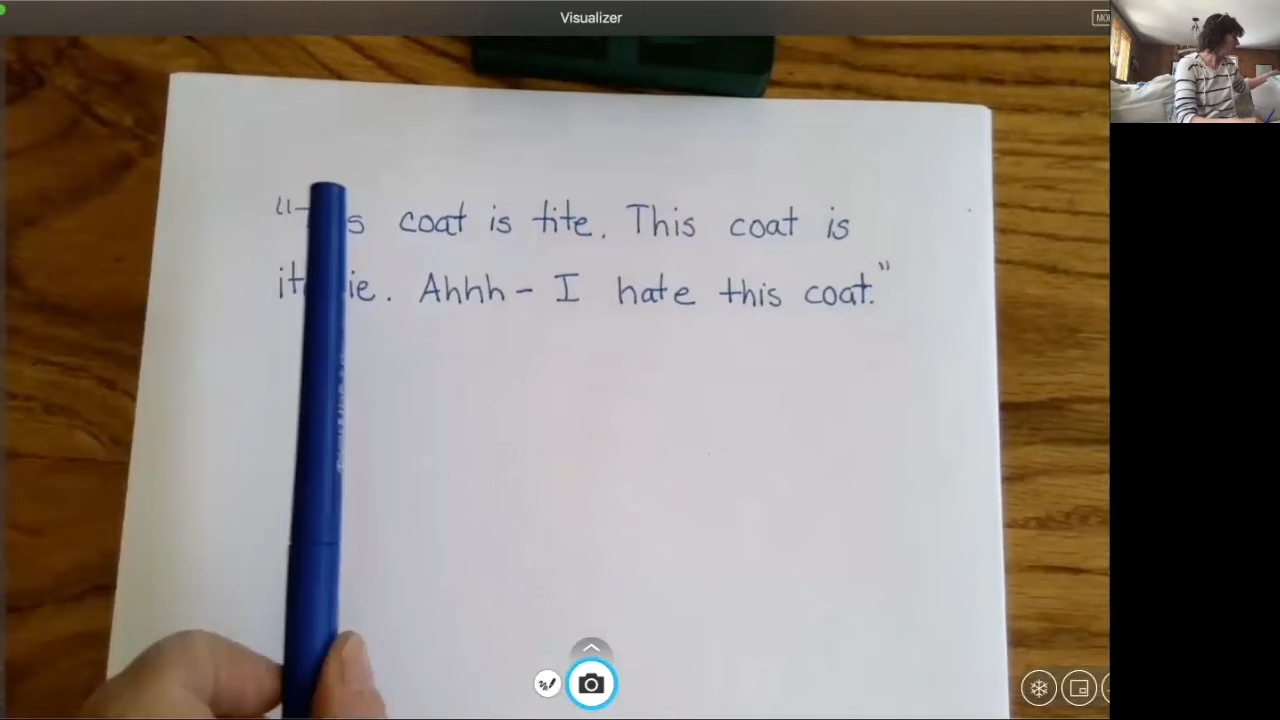 Visualizer
coat is tite. This coat is
Ahhh – I hate this coat."